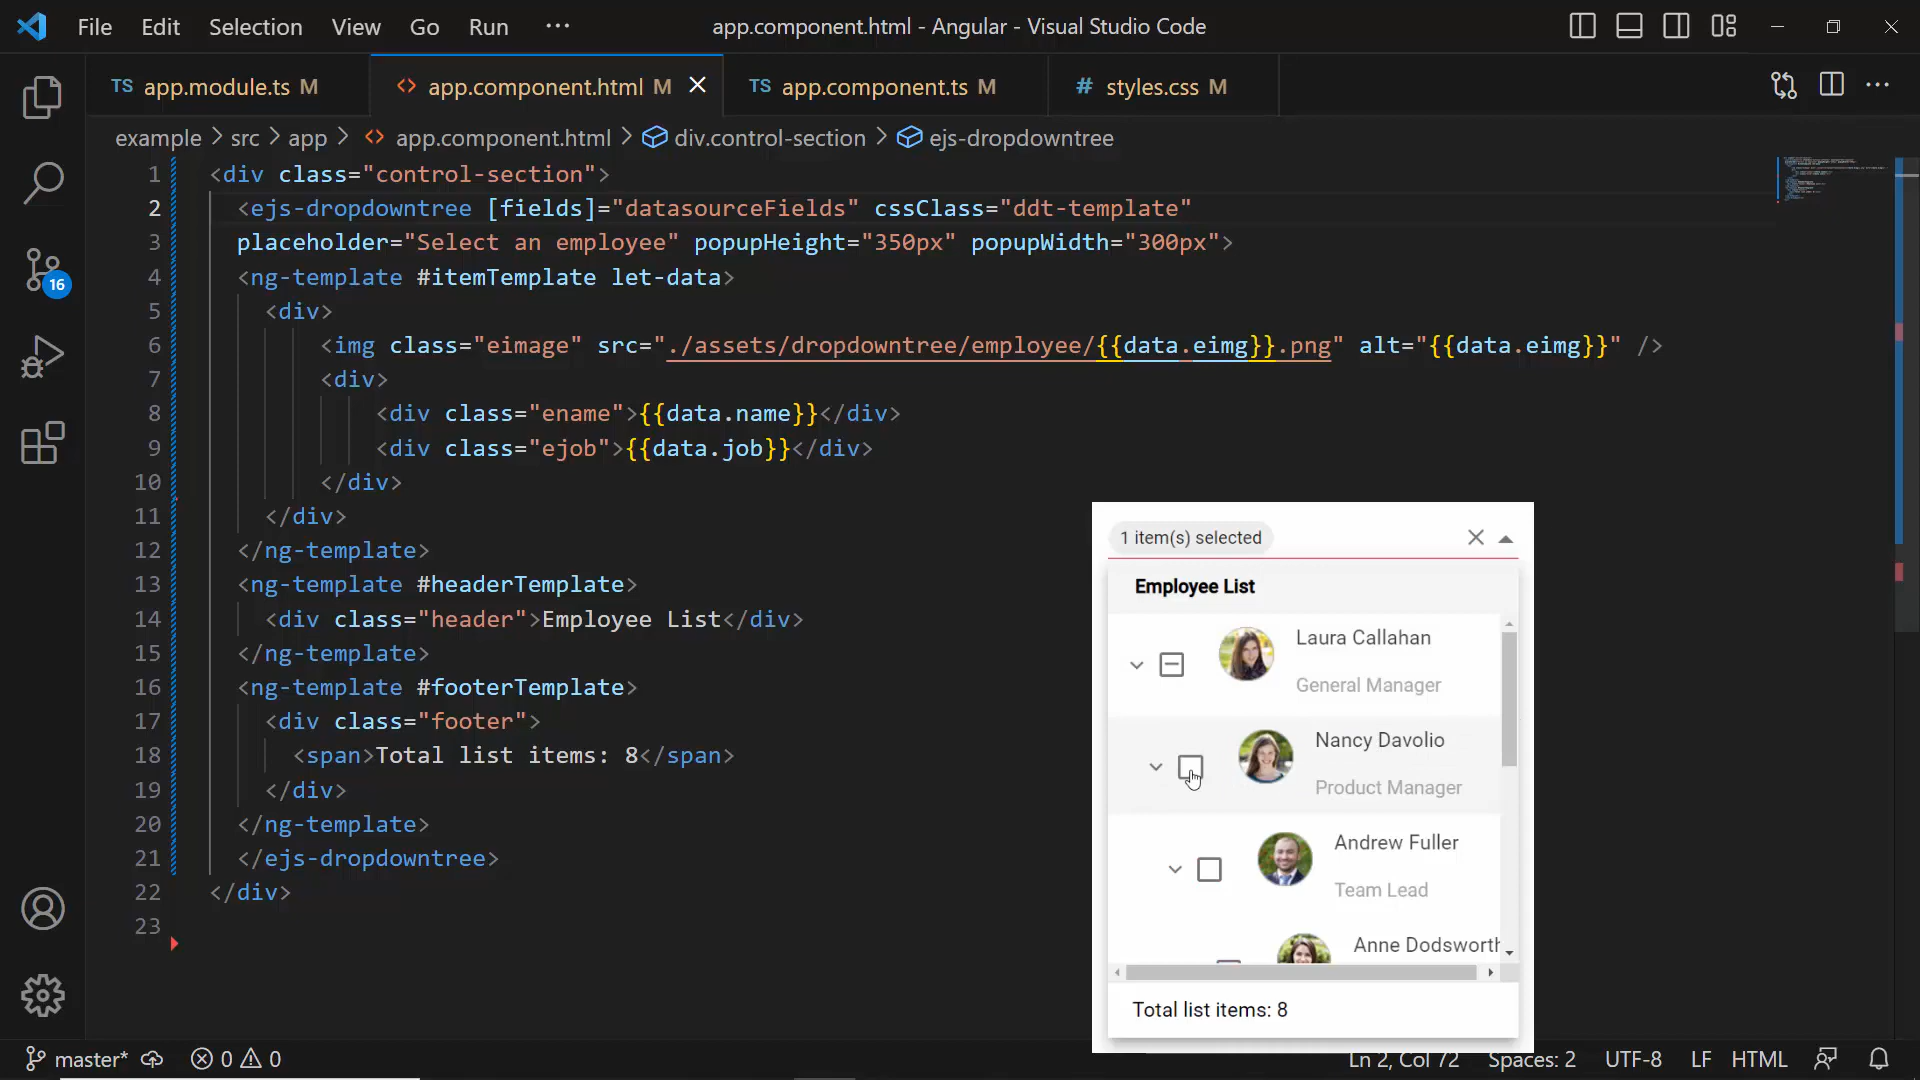 File Edit Selection View Go Run ··· app.component.html - Angular - Visual Studio Code
TS app.module.ts M <> app.component.html M TS app.component.ts M # styles.css M
example > src > app > <> app.component.html > div.control-section > ejs-dropdowntree
1 <div class="control-section">
2 <ejs-dropdowntree [fields]="datasourceFields" cssClass="ddt-template"
3 placeholder="Select an employee" popupHeight="350px" popupWidth="300px">
4 <ng-template #itemTemplate let-data>
5 <div>
6 <img class="eimage" src="./assets/dropdowntree/employee/{{data.eimg}}.png" alt="{{data.eimg}}" />
7 <div>
8 <div class="ename">{{data.name}}</div>
9 <div class="ejob">{{data.job}}</div>
10 </div>
11 </div>
12 </ng-template>
13 <ng-template #headerTemplate>
14 <div class="header">Employee List</div>
15 </ng-template>
16 <ng-template #footerTemplate>
17 <div class="footer">
18 <span>Total list items: 8</span>
19 </div>
20 </ng-template>
21 </ejs-dropdowntree>
22 </div>
23
16
1 item(s) selected
Employee List
Laura Callahan
General Manager
Nancy Davolio
Product Manager
Andrew Fuller
Team Lead
Anne Dodsworth
Total list items: 8
master* 0 0 Ln 2, Col 72 Spaces: 2 UTF-8 LF HTML